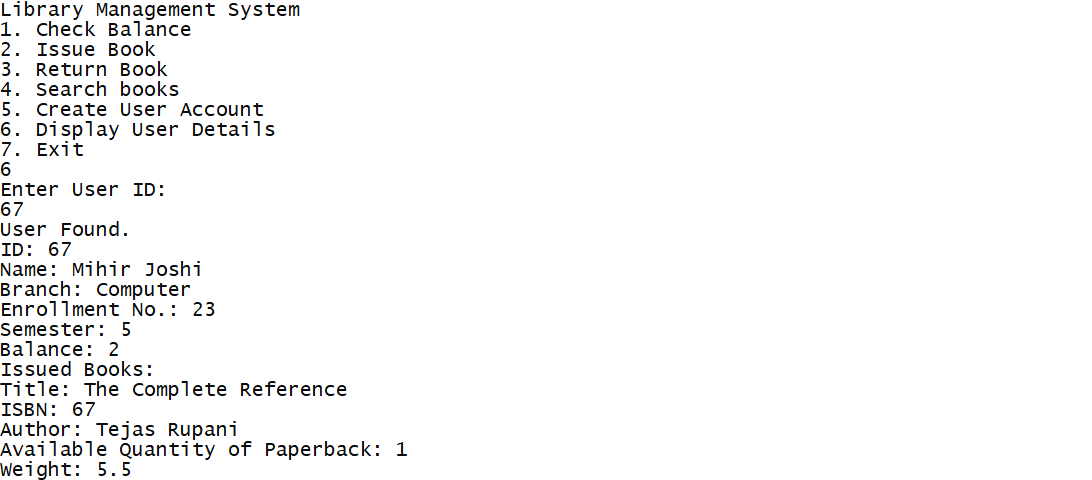 Library Management System
1. Check Balance
2. Issue Book
3. Return Book
4. Search books
5. Create User Account
6. Display User Details
7. Exit
6
Enter User ID:
67
User Found.
ID: 67
Name: Mihir Joshi
Branch: Computer
Enrollment No.: 23
Semester: 5
Balance: 2
Issued Books:
Title: The Complete Reference
ISBN: 67
Author: Tejas Rupani
Available Quantity of Paperback: 1
Weight: 5.5